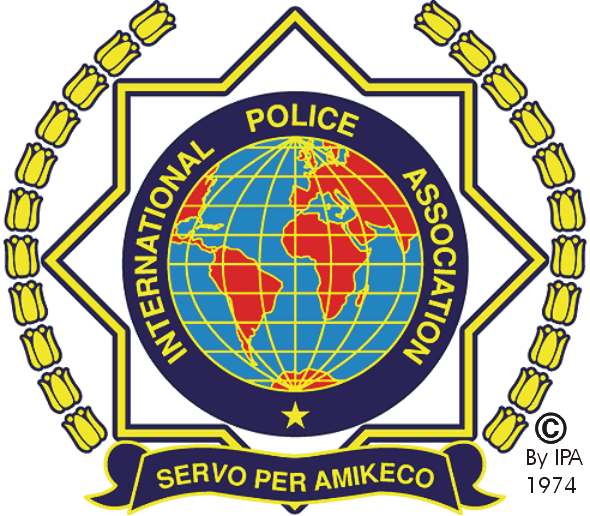 INTERNATIONAL POLICE ASSOCIATION
SERVO PER AMIKECO
©
By IPA
1974